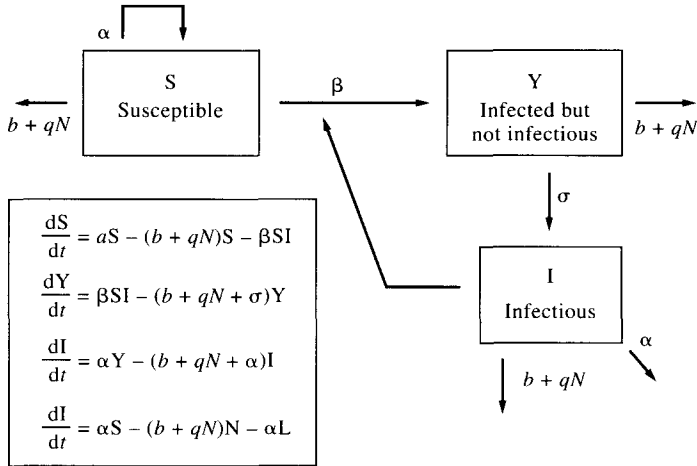 α
S
Susceptible
b + qN
β
Y
Infected but
not infectious
b + qN
σ
I
Infectious
α
b + qN
dS/dt = aS – (b + qN)S – βSI
dY/dt = βSI – (b + qN + σ)Y
dI/dt = αY – (b + qN + α)I
dI/dt = αS – (b + qN)N – αL